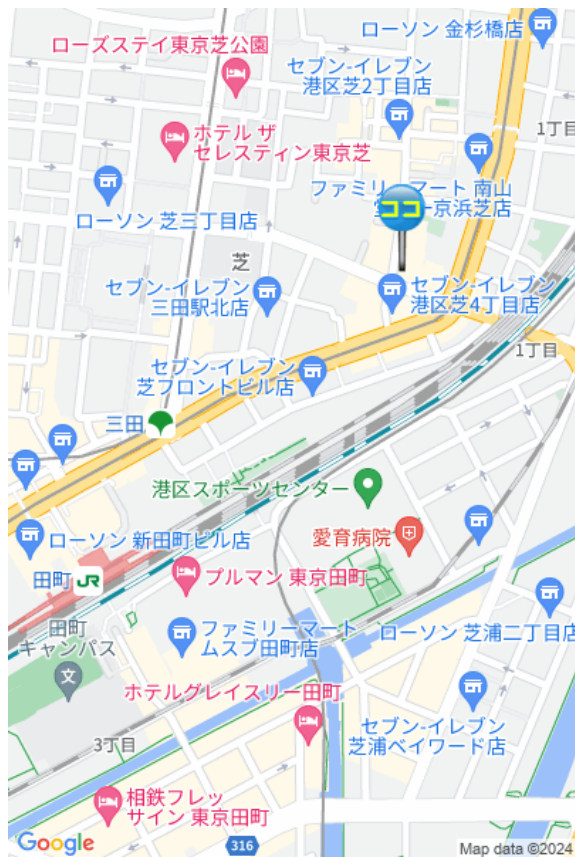 ローソン 金杉橋店
ローズステイ東京芝公園
セブン-イレブン
港区芝2丁目店
1丁目
ホテル ザ
セレスティン東京芝
ファミリーマート 南山
京浜芝店
ココ
ローソン 芝三丁目店
芝
セブン-イレブン
三田駅北店
セブン-イレブン
港区芝4丁目店
1丁目
セブン-イレブン
芝フロントビル店
三田
港区スポーツセンター
ローソン 新田町ビル店
愛育病院
田町
JR
プルマン 東京田町
田町
キャンパス
文
ファミリーマート
ムスブ田町店
ローソン 芝浦二丁目店
ホテルグレイスリー田町
セブン-イレブン
芝浦ベイワード店
3丁目
相鉄フレッ
サイン 東京田町
316
Google
Map data ©2024